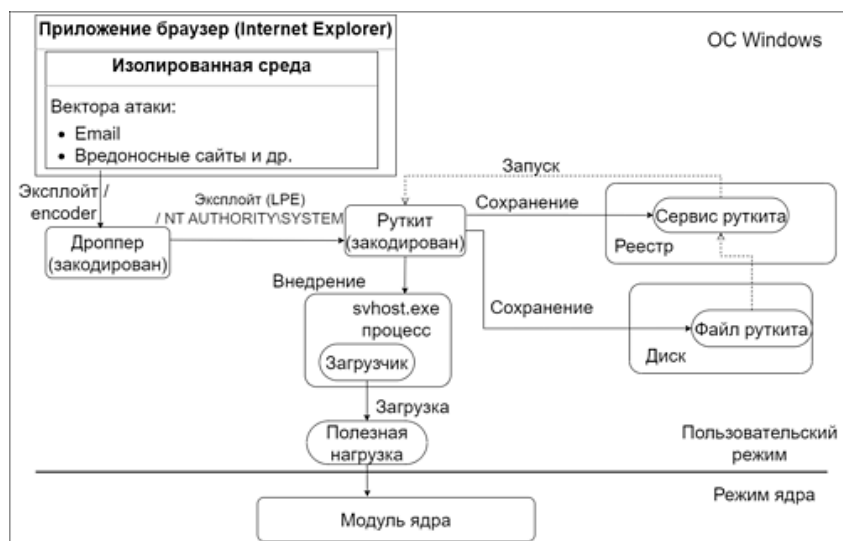 Приложение браузер (Internet Explorer)
ОС Windows
Изолированная среда
Вектора атаки:
• Email
• Вредоносные сайты и др.
Эксплойт /
encoder
Эксплойт (LPE)
/ NT AUTHORITY\SYSTEM
Дроппер
(закодирован)
Руткит
(закодирован)
Запуск
Сохранение
Сервис руткита
Реестр
Внедрение
svhost.exe
процесс
Загрузчик
Сохранение
Файл руткита
Диск
Загрузка
Полезная
нагрузка
Пользовательский
режим
Режим ядра
Модуль ядра